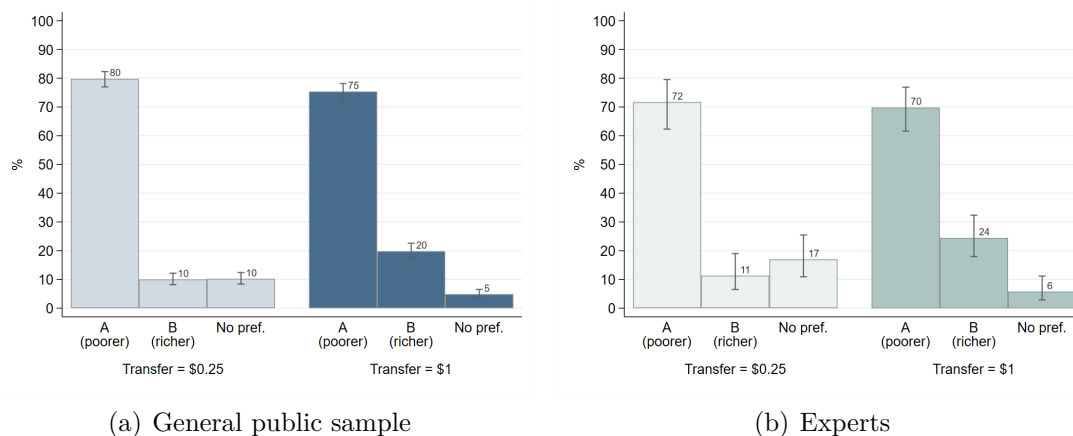 100
90
80
70
60
50
40
30
20
10
0
%
80
10
10
75
20
5
A (poorer)
B (richer)
No pref.
A (poorer)
B (richer)
No pref.
Transfer = $0.25
Transfer = $1
(a) General public sample
100
90
80
70
60
50
40
30
20
10
0
%
72
11
17
70
24
6
A (poorer)
B (richer)
No pref.
A (poorer)
B (richer)
No pref.
Transfer = $0.25
Transfer = $1
(b) Experts